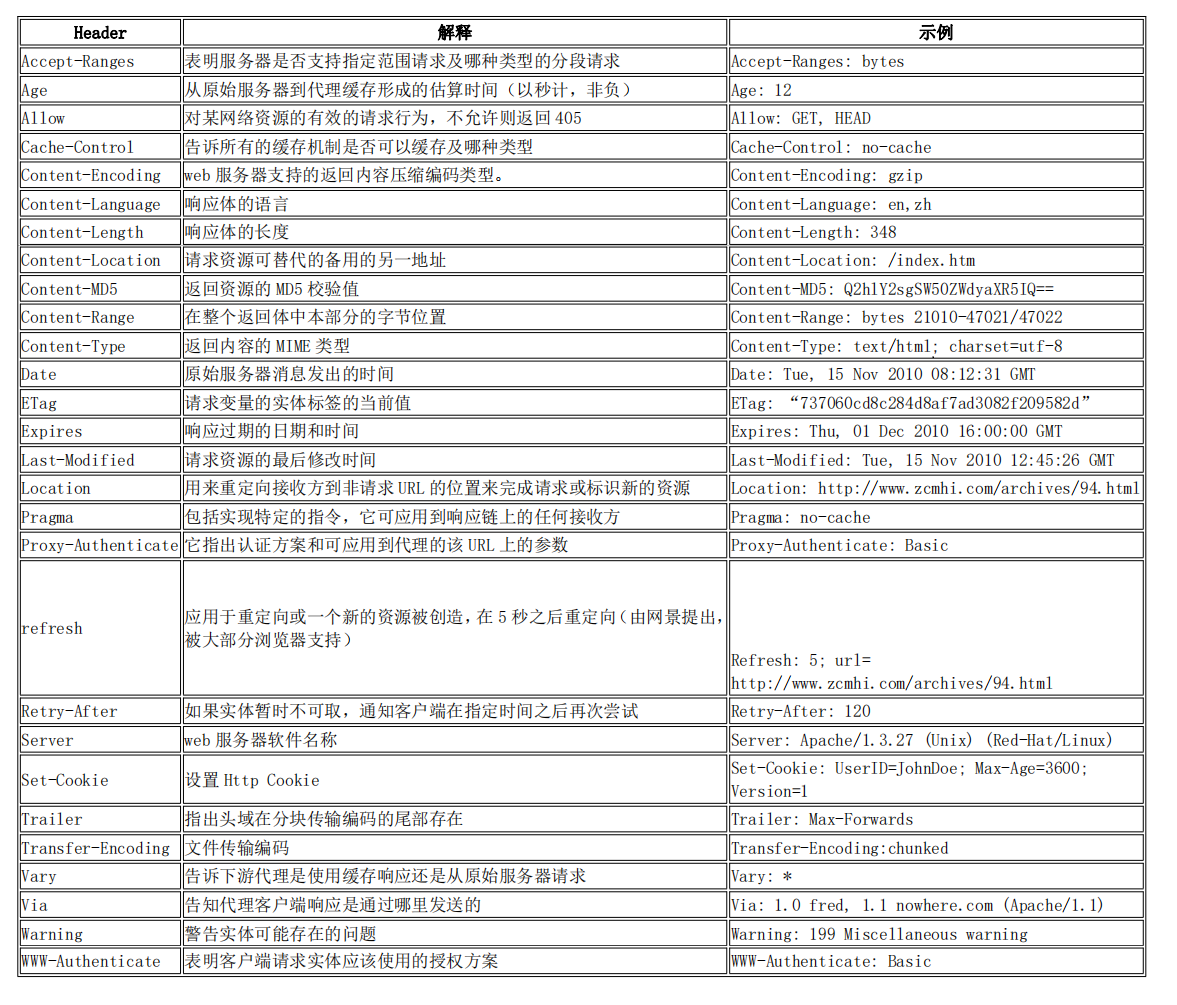 Header 解释 示例
Accept-Ranges 表明服务器是否支持指定范围请求及哪种类型的分段请求 Accept-Ranges: bytes
Age 从原始服务器到代理缓存形成的估算时间（以秒计，非负） Age: 12
Allow 对某网络资源的有效的请求行为，不允许则返回 405 Allow: GET, HEAD
Cache-Control 告诉所有的缓存机制是否可以缓存及哪种类型 Cache-Control: no-cache
Content-Encoding web 服务器支持的返回内容压缩编码类型。 Content-Encoding: gzip
Content-Language 响应体的语言 Content-Language: en,zh
Content-Length 响应体的长度 Content-Length: 348
Content-Location 请求资源可替代的备用的另一地址 Content-Location: /index.htm
Content-MD5 返回资源的 MD5 校验值 Content-MD5: Q2hlY2sgSW50ZWdyaXR5IQ==
Content-Range 在整个返回体中本部分的字节位置 Content-Range: bytes 21010-47021/47022
Content-Type 返回内容的 MIME 类型 Content-Type: text/html; charset=utf-8
Date 原始服务器消息发出的时间 Date: Tue, 15 Nov 2010 08:12:31 GMT
ETag 请求变量的实体标签的当前值 ETag: “737060cd8c284d8af7ad3082f209582d”
Expires 响应过期的日期和时间 Expires: Thu, 01 Dec 2010 16:00:00 GMT
Last-Modified 请求资源的最后修改时间 Last-Modified: Tue, 15 Nov 2010 12:45:26 GMT
Location 用来重定向接收方到非请求 URL 的位置来完成请求或标识新的资源 Location: http://www.zcmhi.com/archives/94.html
Pragma 包括实现特定的指令，它可应用到响应链上的任何接收方 Pragma: no-cache
Proxy-Authenticate 它指出认证方案和可应用到代理的该 URL 上的参数 Proxy-Authenticate: Basic
refresh
应用于重定向或一个新的资源被创造，在 5 秒之后重定向（由网景提出，
被大部分浏览器支持）
Refresh: 5; url=
http://www.zcmhi.com/archives/94.html
Retry-After 如果实体暂时不可取，通知客户端在指定时间之后再次尝试 Retry-After: 120
Server web 服务器软件名称 Server: Apache/1.3.27 (Unix) (Red-Hat/Linux)
Set-Cookie 设置 Http Cookie
Set-Cookie: UserID=JohnDoe; Max-Age=3600;
Version=1
Trailer 指出头域在分块传输编码的尾部存在 Trailer: Max-Forwards
Transfer-Encoding 文件传输编码 Transfer-Encoding:chunked
Vary 告诉下游代理是使用缓存响应还是从原始服务器请求 Vary: *
Via 告知代理客户端响应是通过哪里发送的 Via: 1.0 fred, 1.1 nowhere.com (Apache/1.1)
Warning 警告实体可能存在的问题 Warning: 199 Miscellaneous warning
WWW-Authenticate 表明客户端请求实体应该使用的授权方案 WWW-Authenticate: Basic